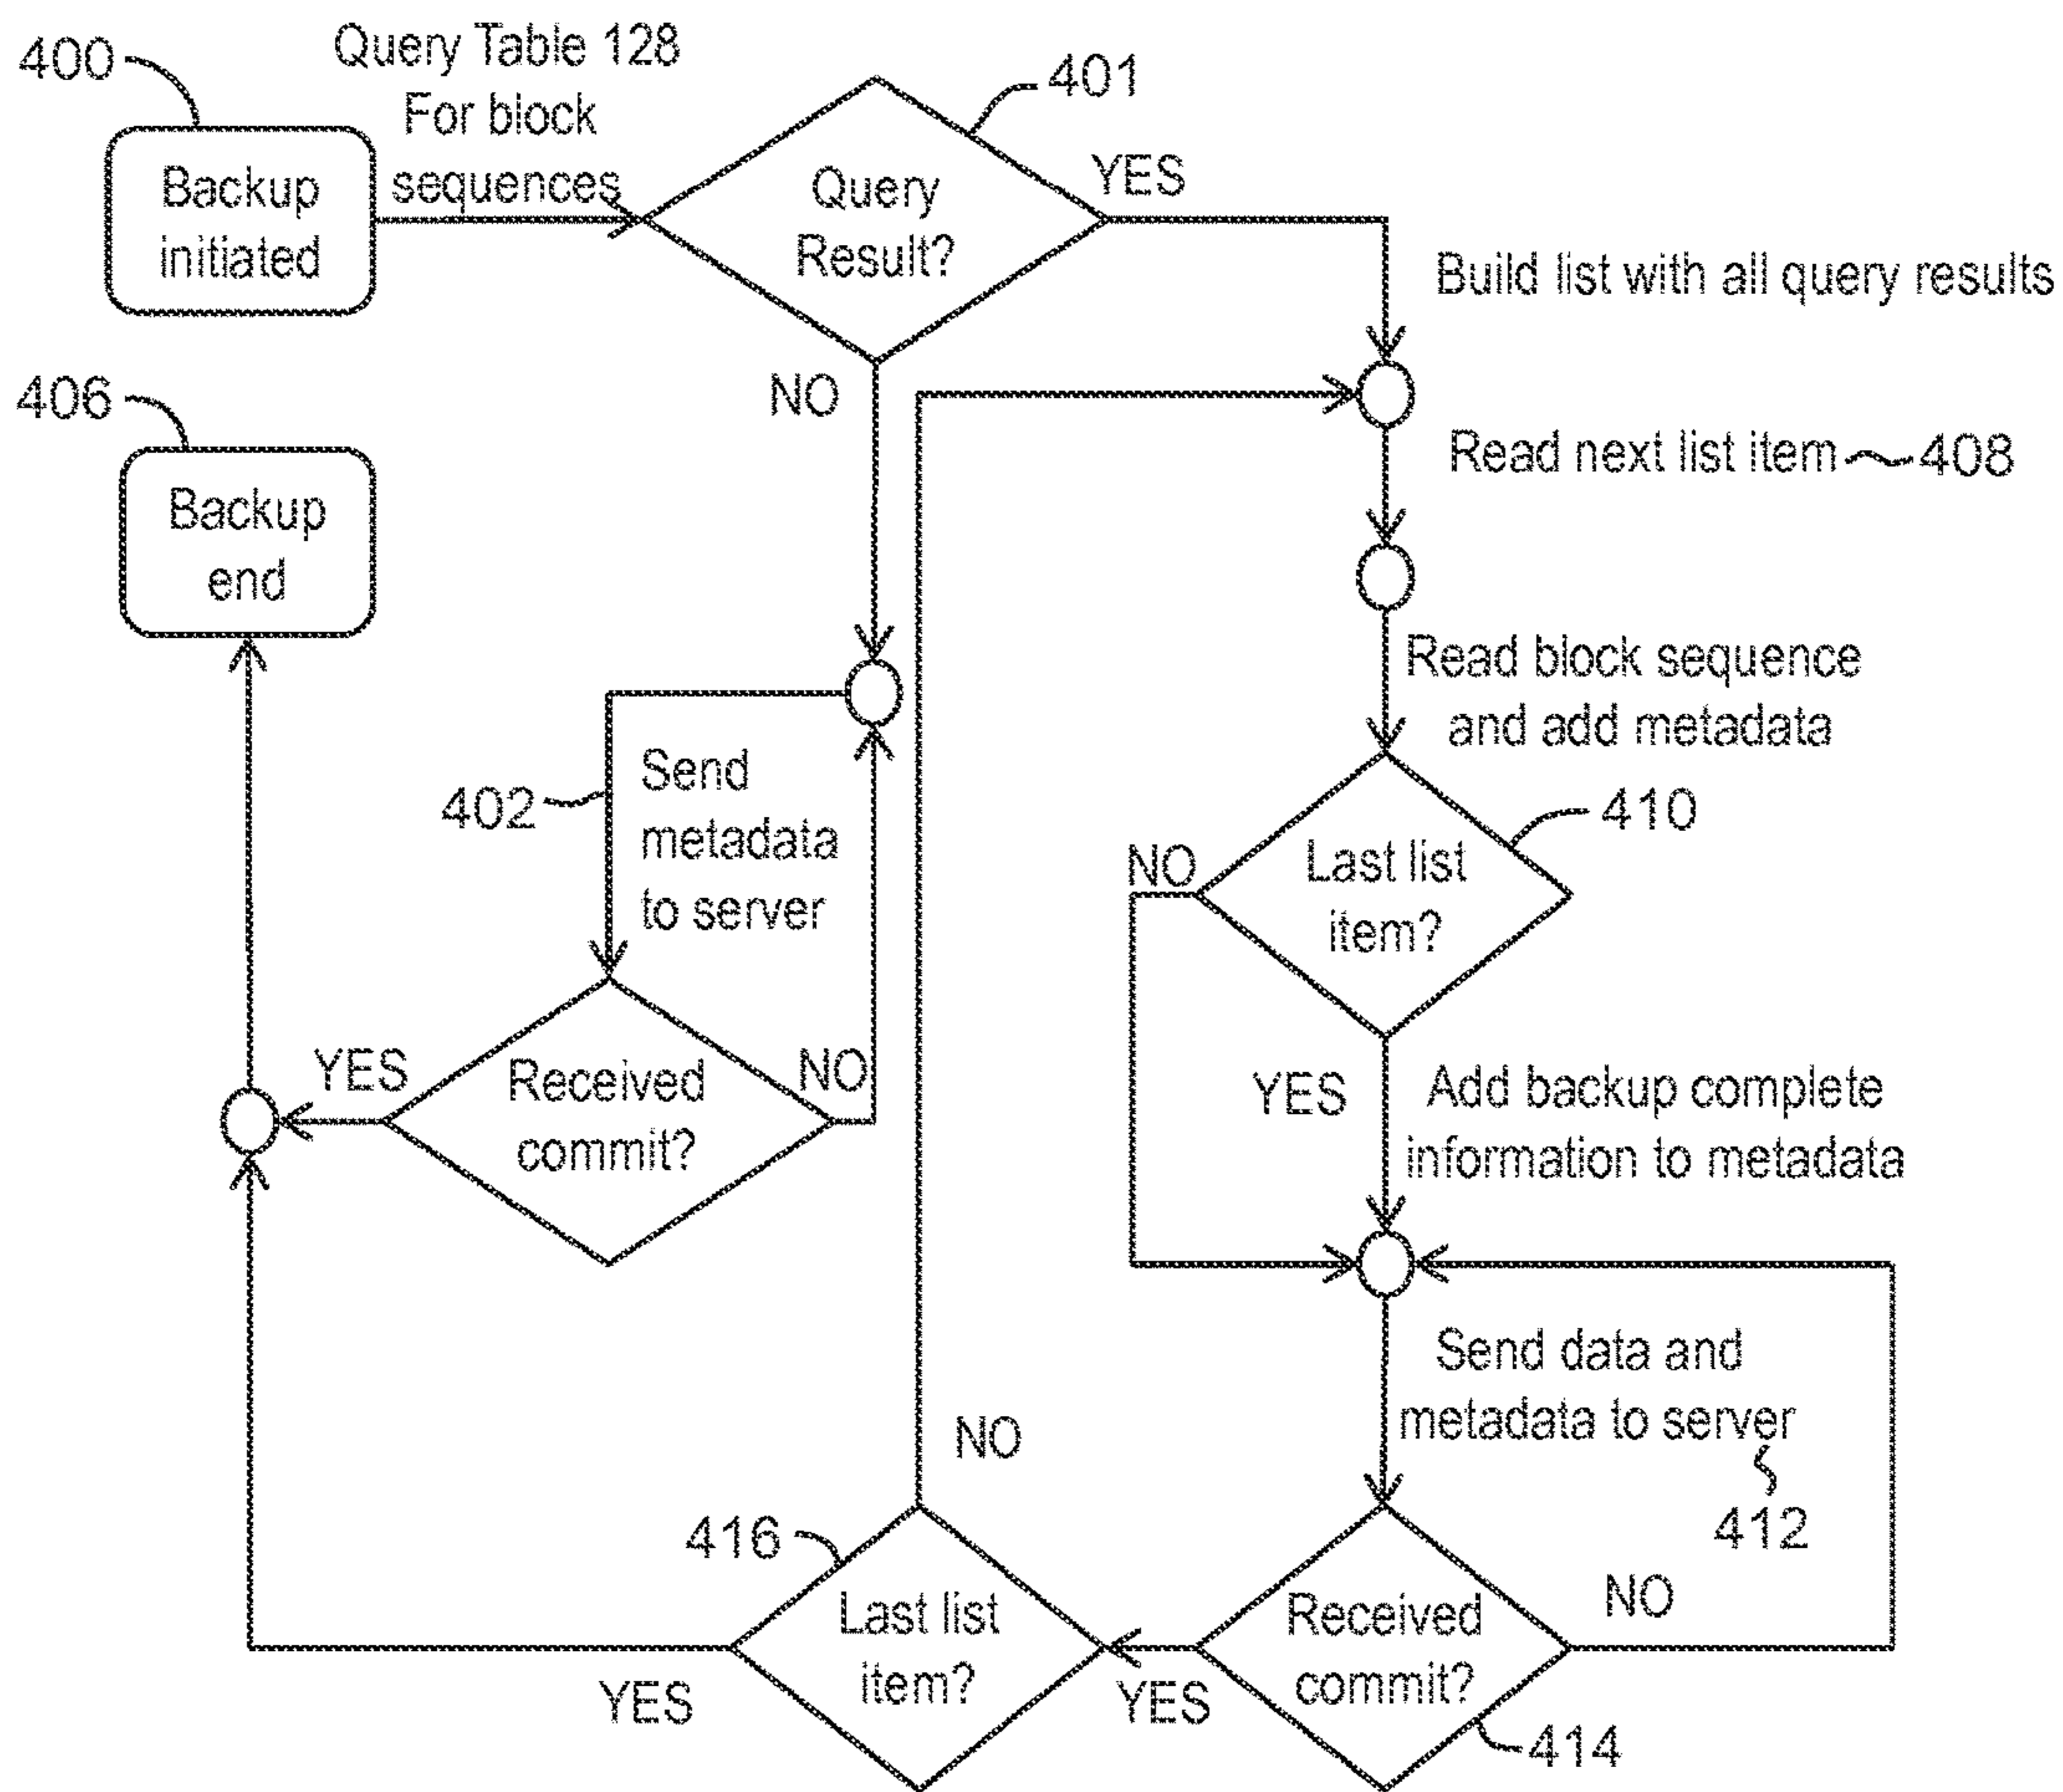 400
Query Table 128
For block
sequences
401
Backup
initiated
Query
Result?
YES
NO
Build list with all query results
406
Backup
end
Read next list item
408
Read block sequence
and add metadata
402
Send
metadata
to server
410
NO
Last list
item?
YES
Received
commit?
NO
YES
Add backup complete
information to metadata
Send data and
metadata to server
412
NO
416
Last list
item?
YES
YES
Received
commit?
NO
414